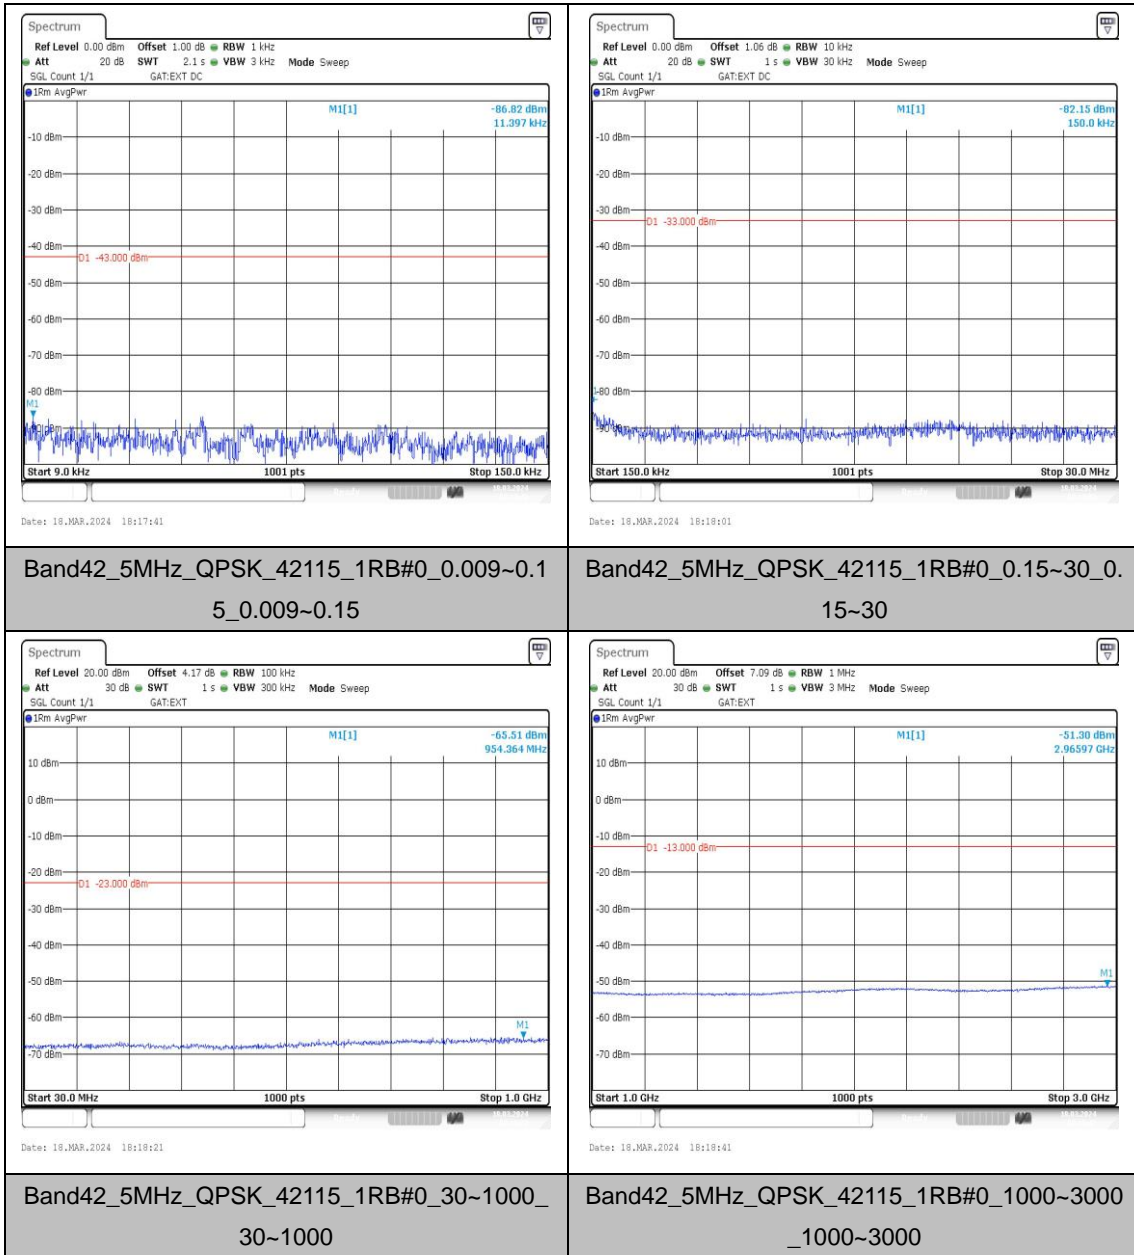 Spectrum
Ref Level 0.00 dBm Offset 1.00 dB RBW 1 kHz
Att 20 dB SWT 2.1 s VBW 3 kHz Mode Sweep
SGL Count 1/1 GAT:EXT DC
1Rm AvgPwr
M1[1] -86.82 dBm
11.397 kHz
-10 dBm
-20 dBm
-30 dBm
-40 dBm
D1 -43.000 dBm
-50 dBm
-60 dBm
-70 dBm
-80 dBm
M1
-90 dBm
Start 9.0 kHz 1001 pts Stop 150.0 kHz
Date: 18.MAR.2024 18:17:41
Spectrum
Ref Level 0.00 dBm Offset 1.06 dB RBW 10 kHz
Att 20 dB SWT 1 s VBW 30 kHz Mode Sweep
SGL Count 1/1 GAT:EXT DC
1Rm AvgPwr
M1[1] -82.15 dBm
150.0 kHz
-10 dBm
-20 dBm
-30 dBm
D1 -33.000 dBm
-40 dBm
-50 dBm
-60 dBm
-70 dBm
-80 dBm
-90 dBm
Start 150.0 kHz 1001 pts Stop 30.0 MHz
Date: 18.MAR.2024 18:18:01
Band42_5MHz_QPSK_42115_1RB#0_0.009~0.1
5_0.009~0.15
Band42_5MHz_QPSK_42115_1RB#0_0.15~30_0.
15~30
Spectrum
Ref Level 20.00 dBm Offset 4.17 dB RBW 100 kHz
Att 30 dB SWT 1 s VBW 300 kHz Mode Sweep
SGL Count 1/1 GAT:EXT
1Rm AvgPwr
M1[1] -65.51 dBm
954.364 MHz
10 dBm
0 dBm
-10 dBm
-20 dBm
D1 -23.000 dBm
-30 dBm
-40 dBm
-50 dBm
-60 dBm
M1
-70 dBm
Start 30.0 MHz 1000 pts Stop 1.0 GHz
Date: 18.MAR.2024 18:18:21
Spectrum
Ref Level 20.00 dBm Offset 7.09 dB RBW 1 MHz
Att 30 dB SWT 1 s VBW 3 MHz Mode Sweep
SGL Count 1/1 GAT:EXT
1Rm AvgPwr
M1[1] -51.30 dBm
2.96597 GHz
10 dBm
0 dBm
-10 dBm
D1 -13.000 dBm
-20 dBm
-30 dBm
-40 dBm
M1
-50 dBm
-60 dBm
-70 dBm
Start 1.0 GHz 1000 pts Stop 3.0 GHz
Date: 18.MAR.2024 18:18:41
Band42_5MHz_QPSK_42115_1RB#0_30~1000_
30~1000
Band42_5MHz_QPSK_42115_1RB#0_1000~3000
_1000~3000